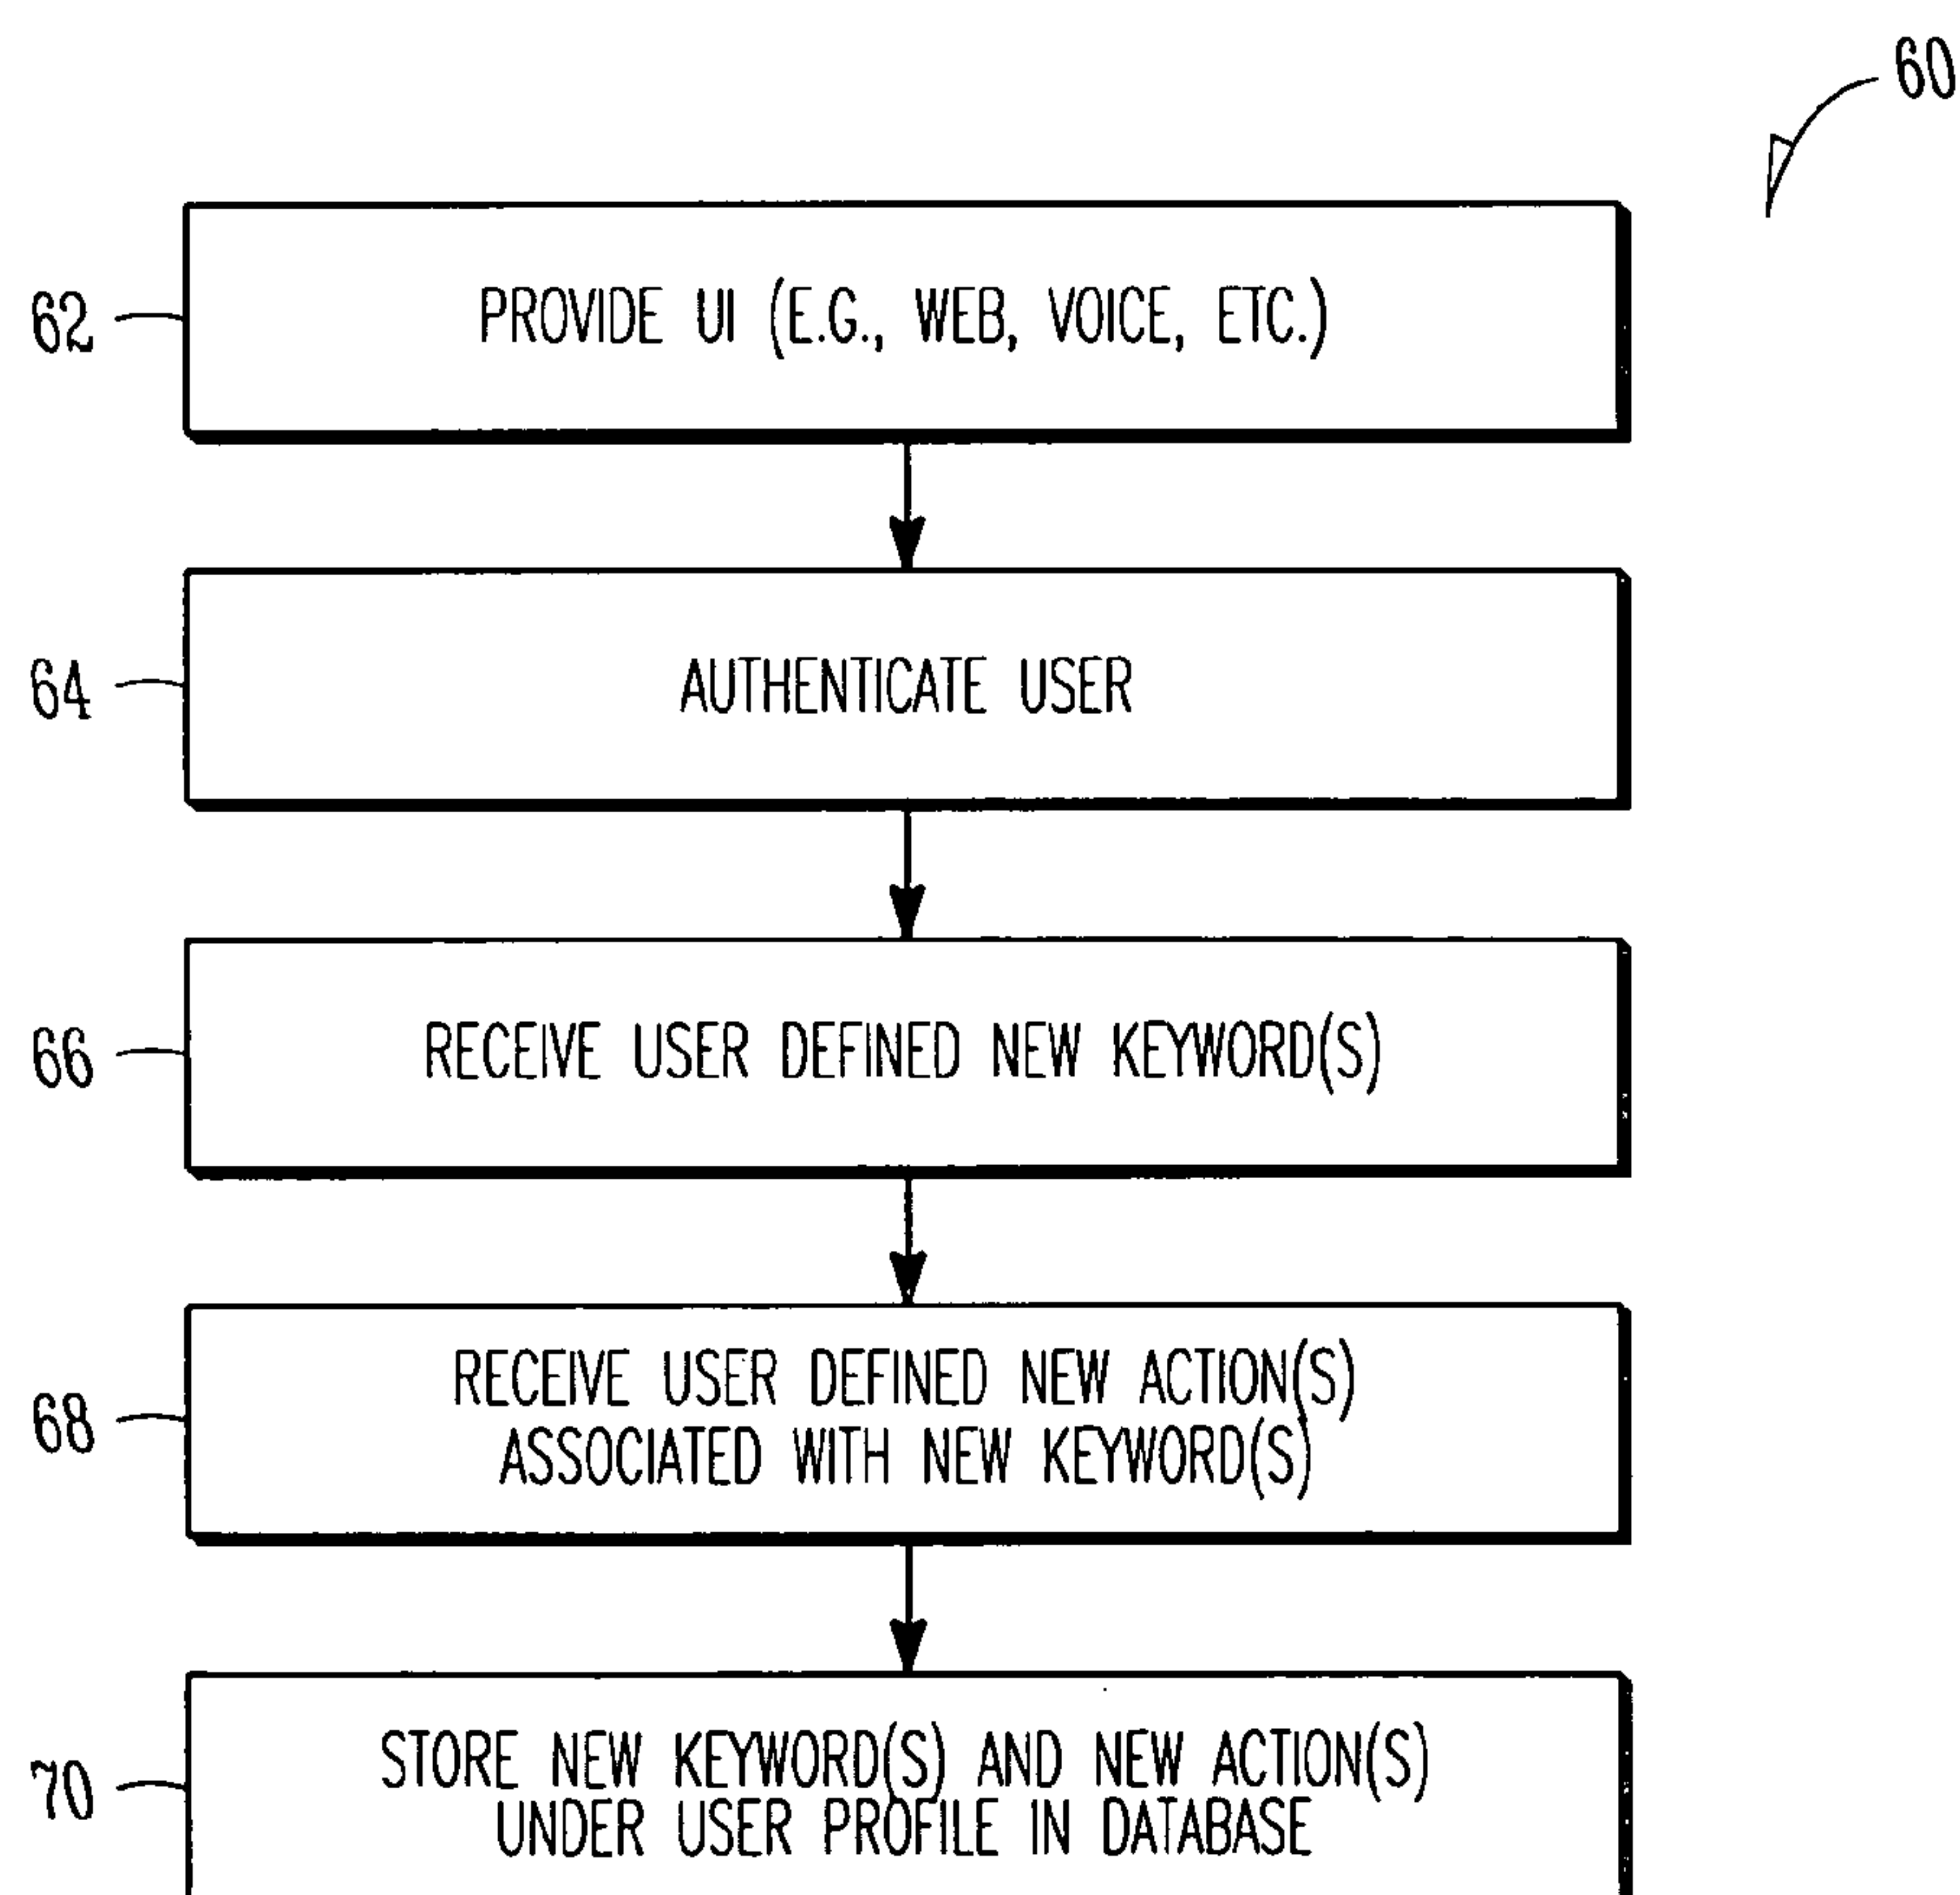 60
62
PROVIDE UI (E.G., WEB, VOICE, ETC.)
64
AUTHENTICATE USER
66
RECEIVE USER DEFINED NEW KEYWORD(S)
68
RECEIVE USER DEFINED NEW ACTION(S)
ASSOCIATED WITH NEW KEYWORD(S)
70
STORE NEW KEYWORD(S) AND NEW ACTION(S)
UNDER USER PROFILE IN DATABASE